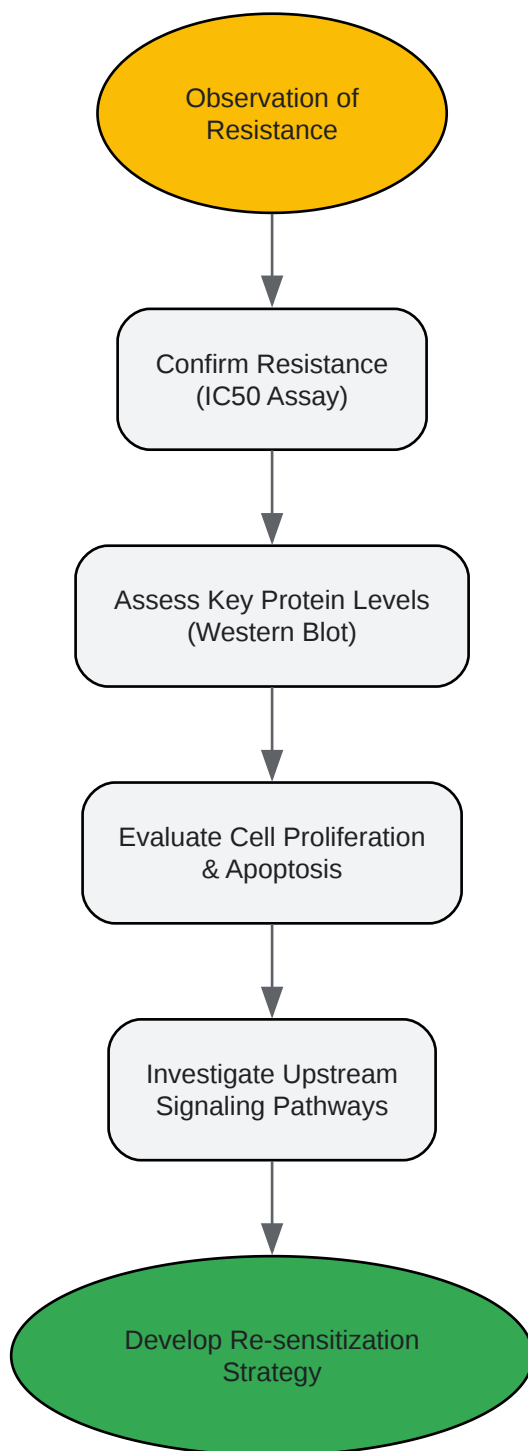 Observation of
Resistance
Confirm Resistance
(IC50 Assay)
Assess Key Protein Levels
(Western Blot)
Evaluate Cell Proliferation
& Apoptosis
Investigate Upstream
Signaling Pathways
Develop Re-sensitization
Strategy